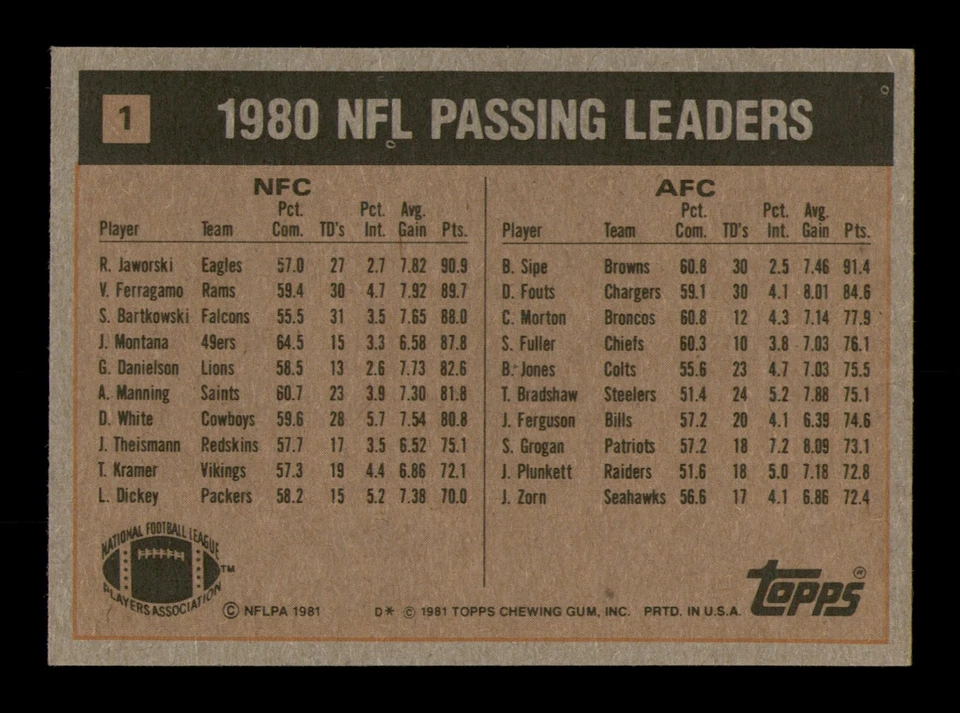 1
1980 NFL PASSING LEADERS
NFC
Player Team Pct. Com. TD's Pct. Int. Avg. Gain Pts.
R. Jaworski Eagles 57.0 27 2.7 7.82 90.9
V. Ferragamo Rams 59.4 30 4.7 7.92 89.7
S. Bartkowski Falcons 55.5 31 3.5 7.65 88.0
J. Montana 49ers 64.5 15 3.3 6.58 87.8
G. Danielson Lions 58.5 13 2.6 7.73 82.6
A. Manning Saints 60.7 23 3.9 7.30 81.8
D. White Cowboys 59.6 28 5.7 7.54 80.8
J. Theismann Redskins 57.7 17 3.5 6.52 75.1
T. Kramer Vikings 57.3 19 4.4 6.86 72.1
L. Dickey Packers 58.2 15 5.2 7.38 70.0
AFC
Player Team Pct. Com. TD's Pct. Int. Avg. Gain Pts.
B. Sipe Browns 60.8 30 2.5 7.46 91.4
D. Fouts Chargers 59.1 30 4.1 8.01 84.6
C. Morton Broncos 60.8 12 4.3 7.14 77.9
S. Fuller Chiefs 60.3 10 3.8 7.03 76.1
B. Jones Colts 55.6 23 4.7 7.03 75.5
T. Bradshaw Steelers 51.4 24 5.2 7.88 75.1
J. Ferguson Bills 57.2 20 4.1 6.39 74.6
S. Grogan Patriots 57.2 18 7.2 8.09 73.1
J. Plunkett Raiders 51.6 18 5.0 7.18 72.8
J. Zorn Seahawks 56.6 17 4.1 6.86 72.4
NATIONAL FOOTBALL LEAGUE
PLAYERS ASSOCIATION TM
© NFLPA 1981
D* © 1981 TOPPS CHEWING GUM, INC. PRTD. IN U.S.A.
TOPPS ®